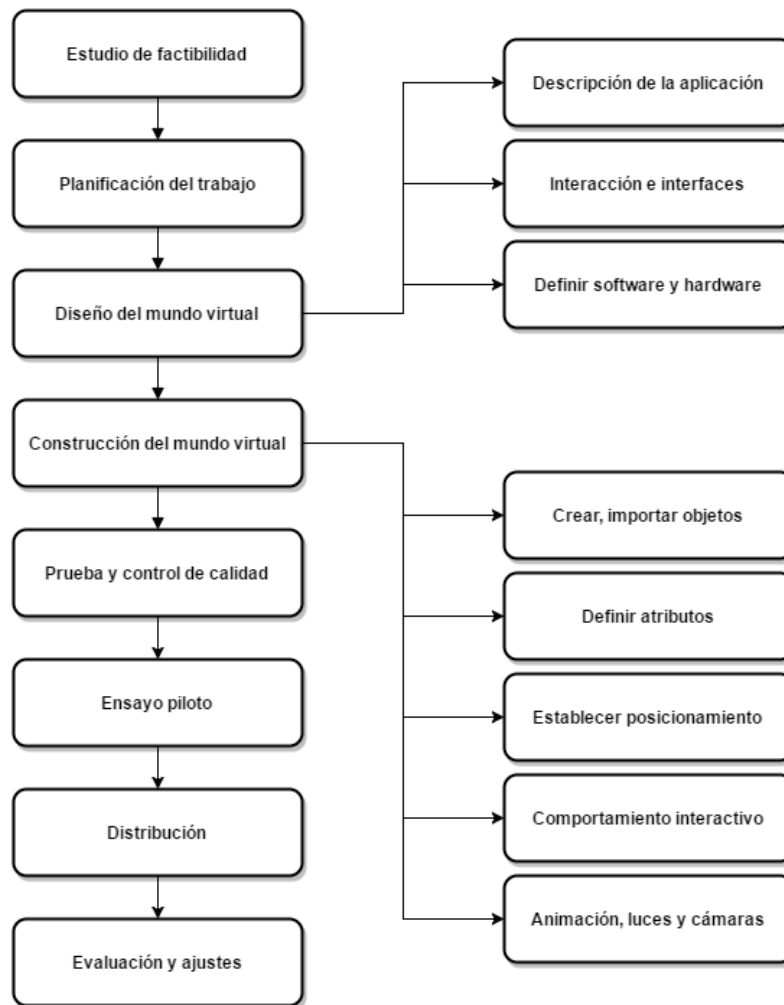 Estudio de factibilidad
Planificación del trabajo
Diseño del mundo virtual
Construcción del mundo virtual
Prueba y control de calidad
Ensayo piloto
Distribución
Evaluación y ajustes
Descripción de la aplicación
Interacción e interfaces
Definir software y hardware
Crear, importar objetos
Definir atributos
Establecer posicionamiento
Comportamiento interactivo
Animación, luces y cámaras